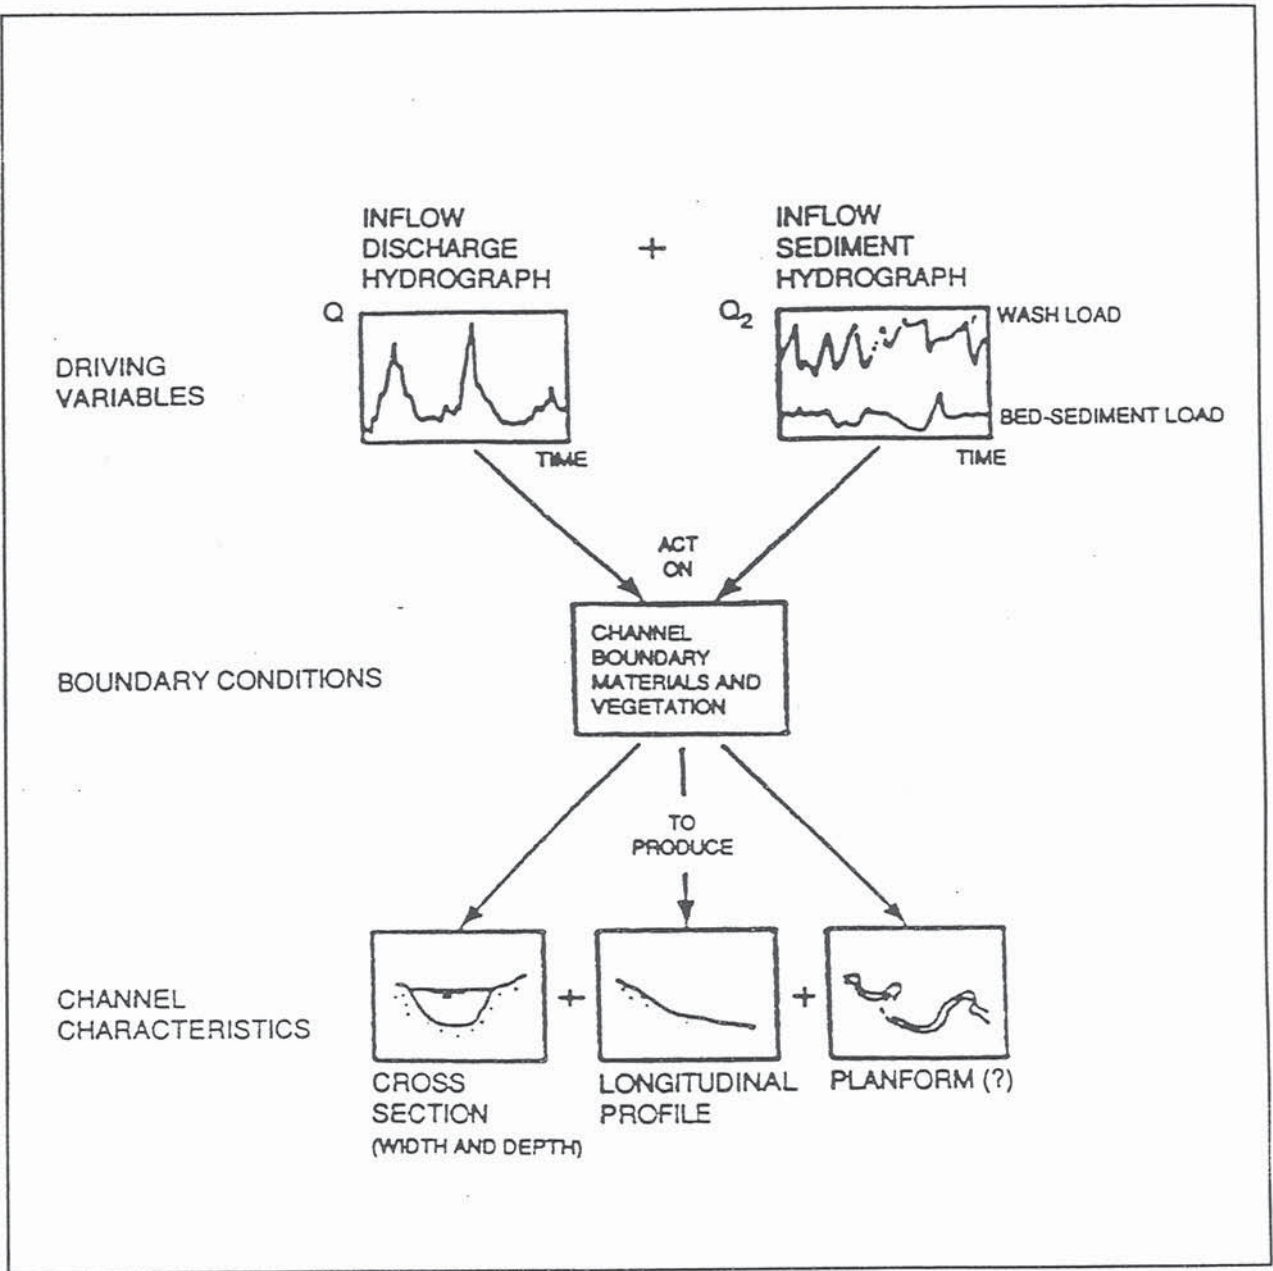 INFLOW
DISCHARGE
HYDROGRAPH
+
INFLOW
SEDIMENT
HYDROGRAPH
Q
Q₂
WASH LOAD
DRIVING
VARIABLES
BED-SEDIMENT LOAD
TIME
TIME
ACT
ON
CHANNEL
BOUNDARY
MATERIALS AND
VEGETATION
BOUNDARY CONDITIONS
TO
PRODUCE
CHANNEL
CHARACTERISTICS
+
+
CROSS
SECTION
(WIDTH AND DEPTH)
LONGITUDINAL
PROFILE
PLANFORM (?)